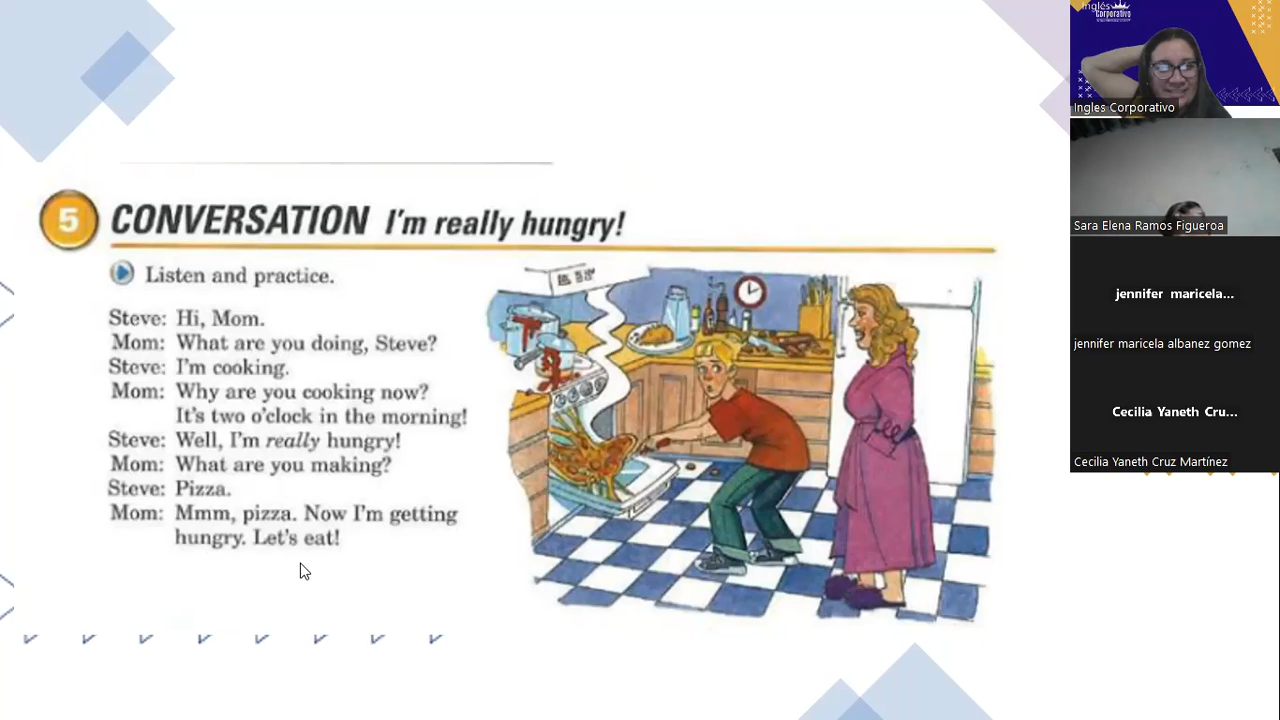 5 CONVERSATION I'm really hungry!
Listen and practice.
Steve: Hi, Mom.
Mom: What are you doing, Steve?
Steve: I'm cooking.
Mom: Why are you cooking now?
It's two o'clock in the morning!
Steve: Well, I'm really hungry!
Mom: What are you making?
Steve: Pizza.
Mom: Mmm, pizza. Now I'm getting
hungry. Let's eat!
Inglés
corporativo
Ingles Corporativo
Sara Elena Ramos Figueroa
jennifer maricela...
jennifer maricela albanez gomez
Cecilia Yaneth Cru...
Cecilia Yaneth Cruz Martínez